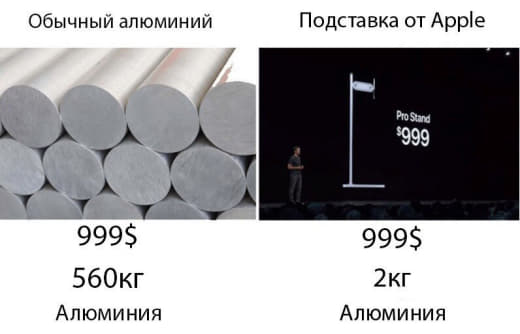 Обычный алюминий
Подставка от Apple
Pro Stand
$999
999$
999$
560кг
2кг
Алюминия
Алюминия